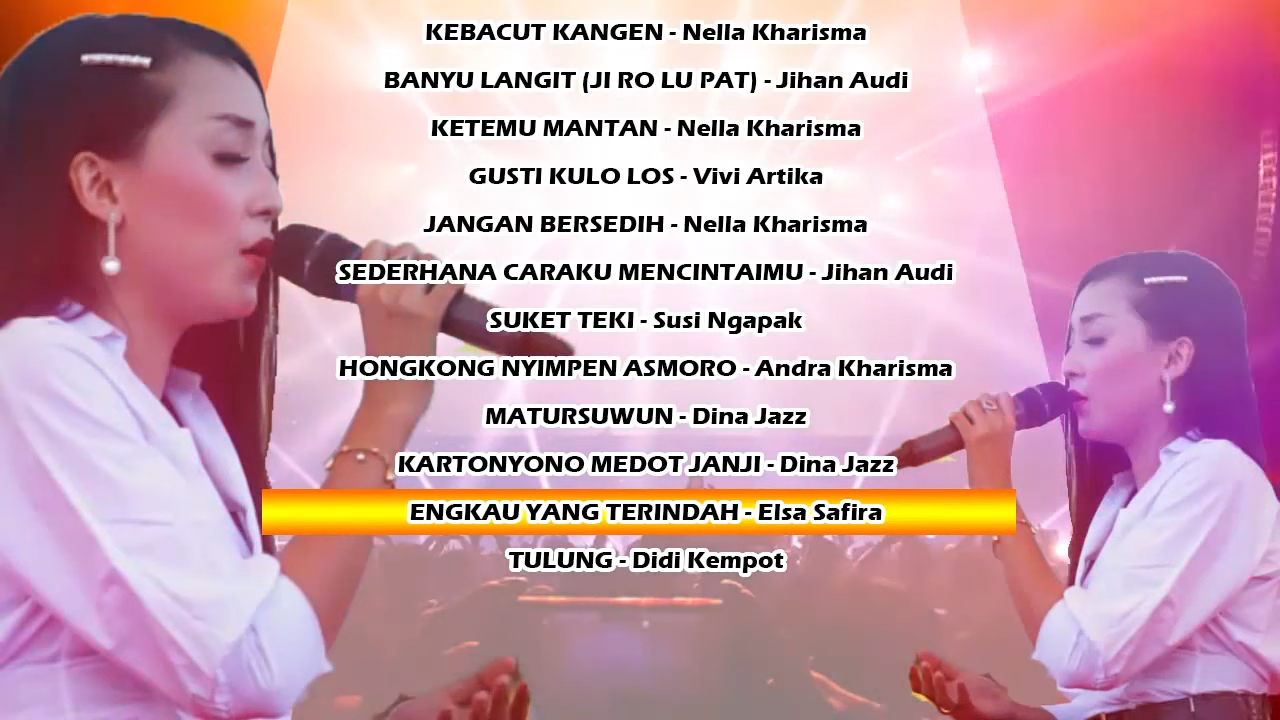 KEBACUT KANGEN - Nella Kharisma
BANYU LANGIT (JI RO LU PAT) - Jihan Audi
KETEMU MANTAN - Nella Kharisma
GUSTI KULO LOS - Vivi Artika
JANGAN BERSEDIH - Nella Kharisma
SEDERHANA CARAKU MENCINTAIMU - Jihan Audi
SUKET TEKI - Susi Ngapak
HONGKONG NYIMPEN ASMORO - Andra Kharisma
MATURSUWUN - Dina Jazz
KARTONYONO MEDOT JANJI - Dina Jazz
ENGKAU YANG TERINDAH - Elsa Safira
TULUNG - Didi Kempot